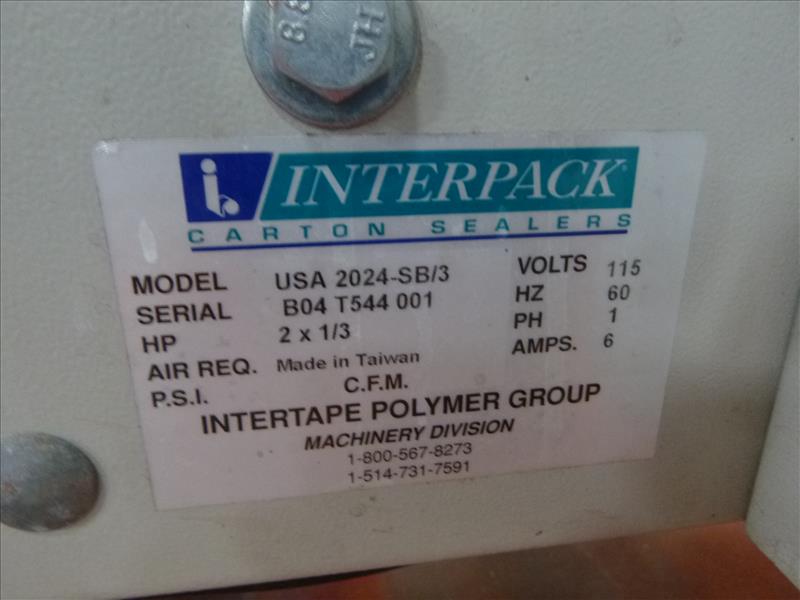 8.8
JH
i.
INTERPACK
CARTON SEALERS
MODEL USA 2024-SB/3 VOLTS 115
SERIAL B04 T544 001 HZ 60
HP 2 x 1/3 PH 1
AIR REQ. Made in Taiwan AMPS. 6
P.S.I. C.F.M.
INTERTAPE POLYMER GROUP
MACHINERY DIVISION
1-800-567-8273
1-514-731-7591